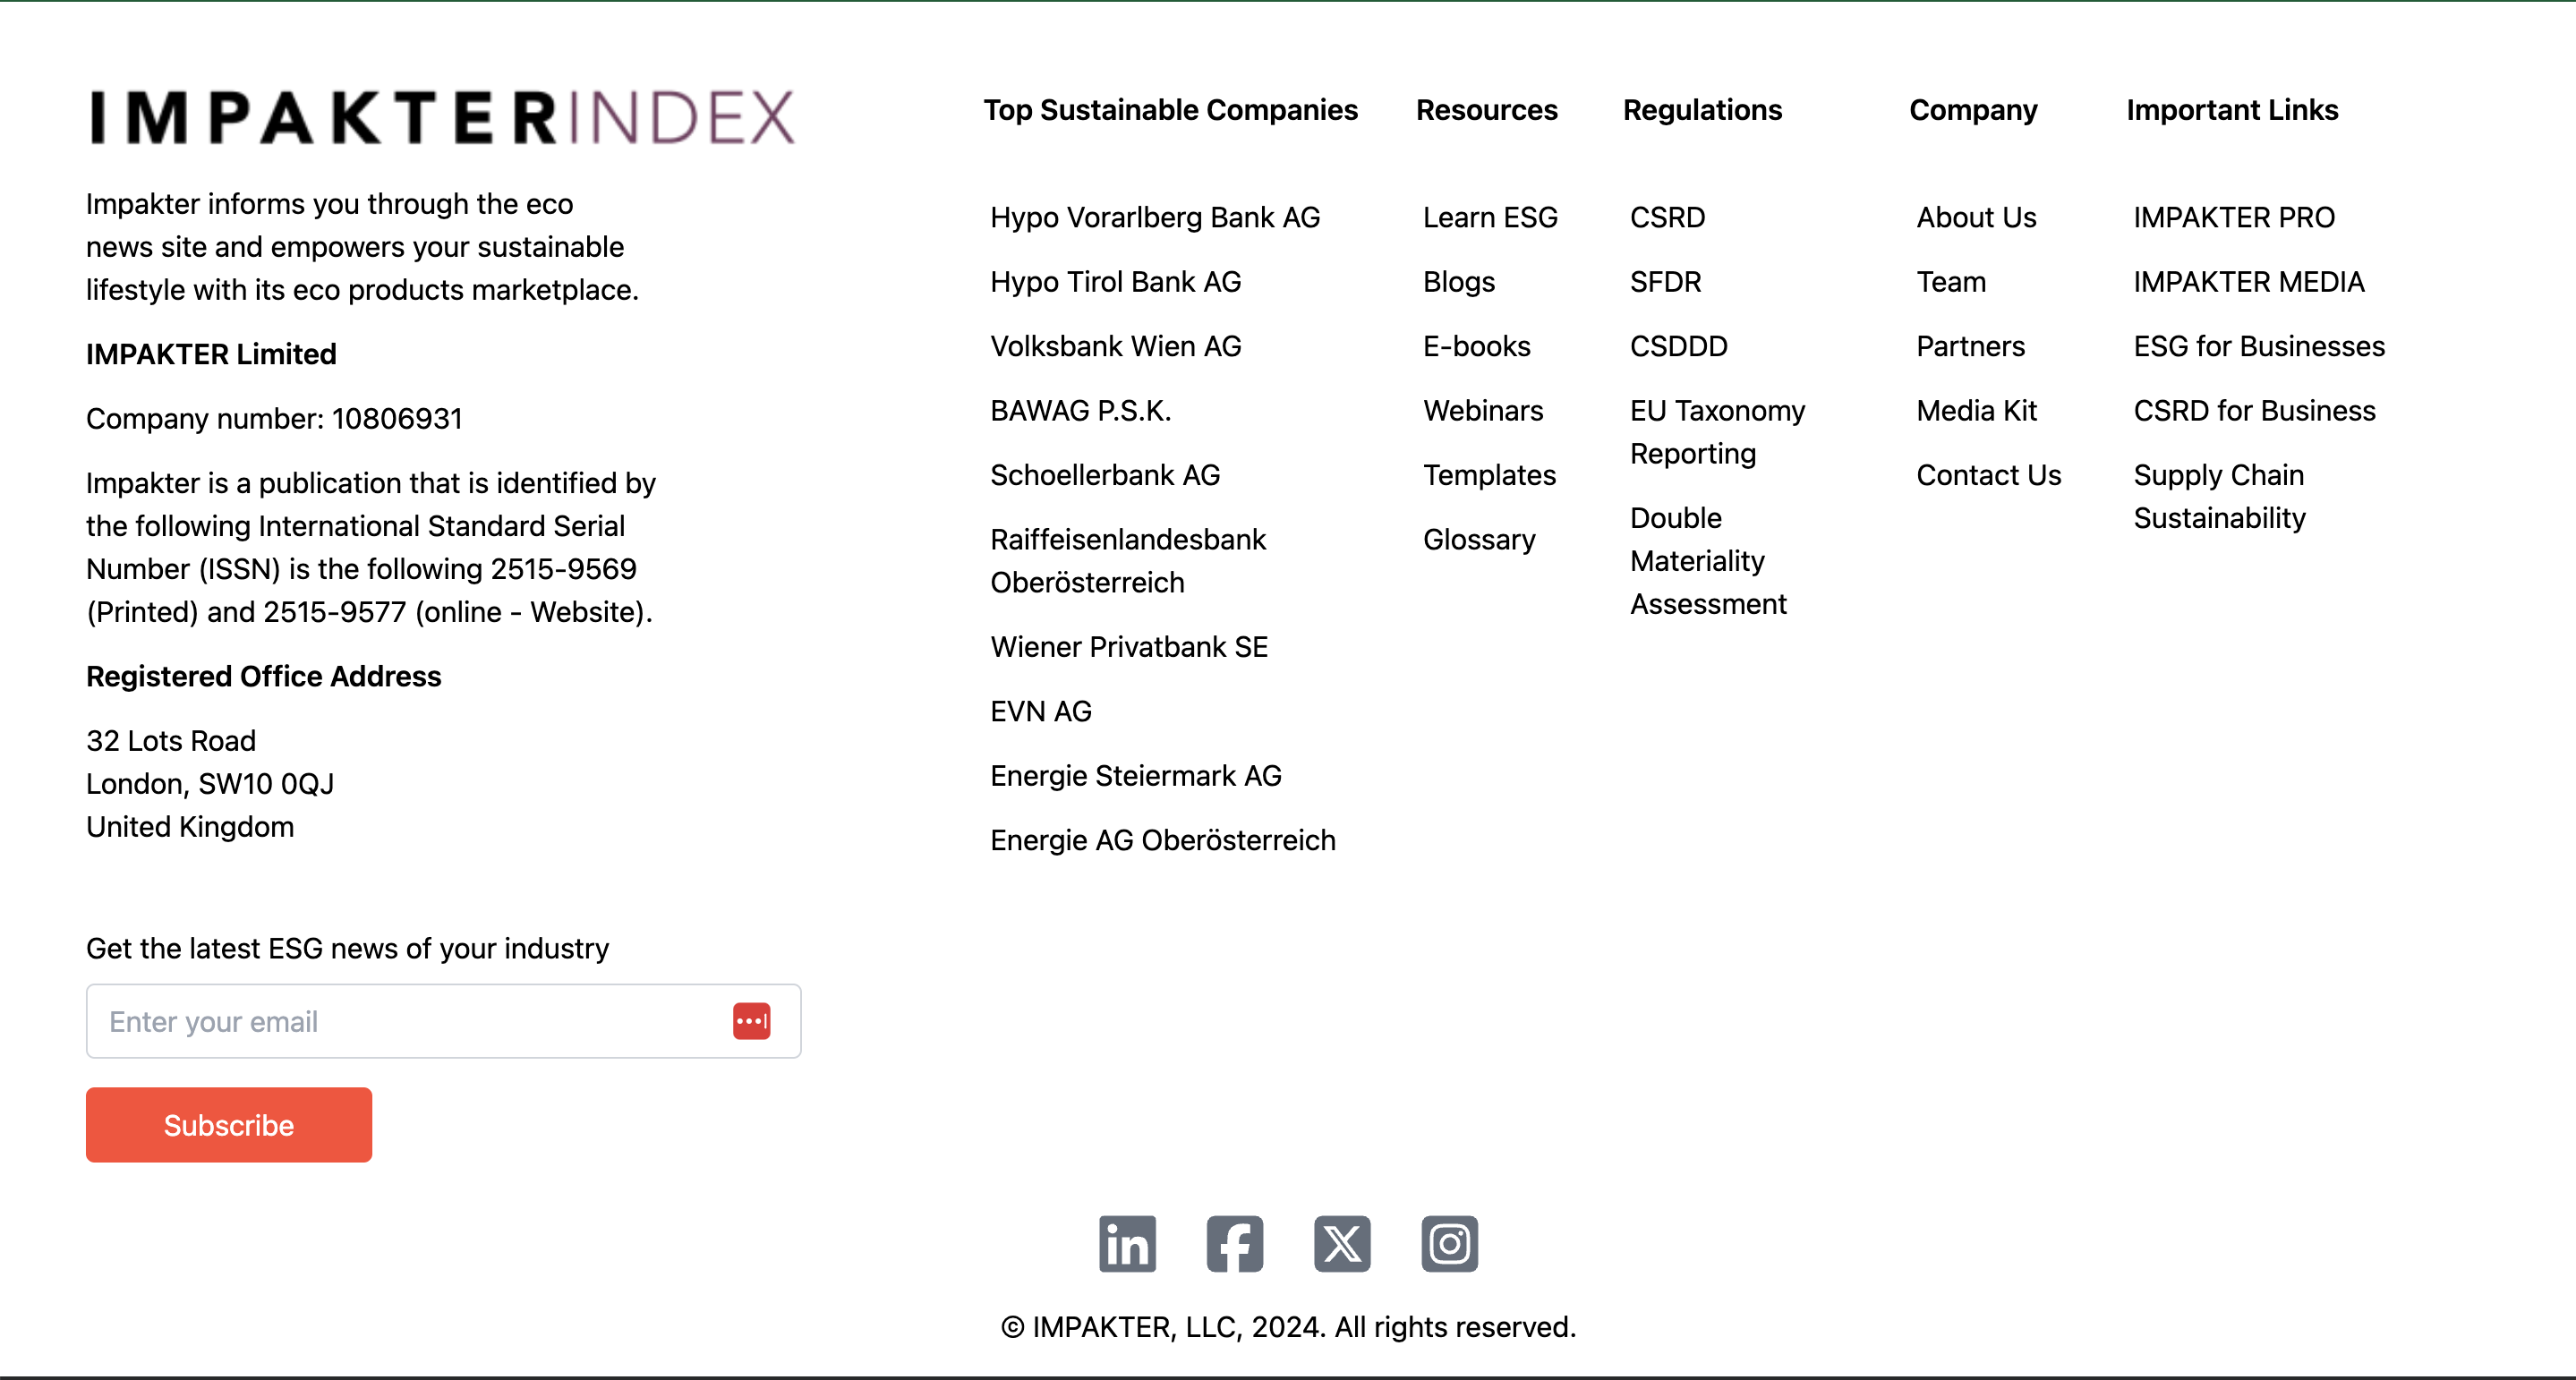 IMPAKTERINDEX
Impakter informs you through the eco
news site and empowers your sustainable
lifestyle with its eco products marketplace.
IMPAKTER Limited
Company number: 10806931
Impakter is a publication that is identified by
the following International Standard Serial
Number (ISSN) is the following 2515-9569
(Printed) and 2515-9577 (online - Website).
Registered Office Address
32 Lots Road
London, SW10 0QJ
United Kingdom
Get the latest ESG news of your industry
Enter your email
Subscribe
Top Sustainable Companies
Hypo Vorarlberg Bank AG
Hypo Tirol Bank AG
Volksbank Wien AG
BAWAG P.S.K.
Schoellerbank AG
Raiffeisenlandesbank
Oberösterreich
Wiener Privatbank SE
EVN AG
Energie Steiermark AG
Energie AG Oberösterreich
Resources
Learn ESG
Blogs
E-books
Webinars
Templates
Glossary
Regulations
CSRD
SFDR
CSDDD
EU Taxonomy
Reporting
Double
Materiality
Assessment
Company
About Us
Team
Partners
Media Kit
Contact Us
Important Links
IMPAKTER PRO
IMPAKTER MEDIA
ESG for Businesses
CSRD for Business
Supply Chain
Sustainability
© IMPAKTER, LLC, 2024. All rights reserved.